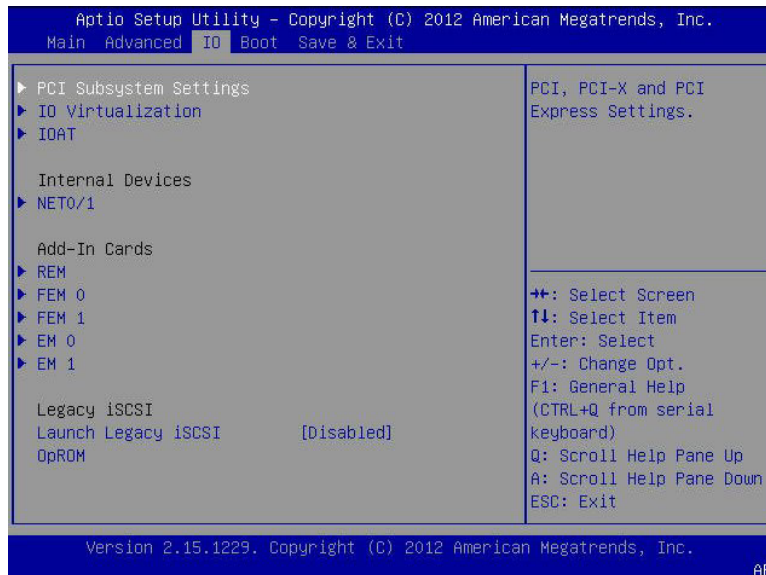 Aptio Setup Utility – Copyright (C) 2012 American Megatrends, Inc.
Main Advanced IO Boot Save & Exit
PCI Subsystem Settings
IO Virtualization
IOAT
Internal Devices
NET0/1
Add-In Cards
REM
FEM 0
FEM 1
EM 0
EM 1
Legacy iSCSI
Launch Legacy iSCSI [Disabled]
OpROM
PCI, PCI-X and PCI
Express Settings.
→←: Select Screen
↑↓: Select Item
Enter: Select
+/-: Change Opt.
F1: General Help
(CTRL+Q from serial
keyboard)
Q: Scroll Help Pane Up
A: Scroll Help Pane Down
ESC: Exit
Version 2.15.1229. Copyright (C) 2012 American Megatrends, Inc.